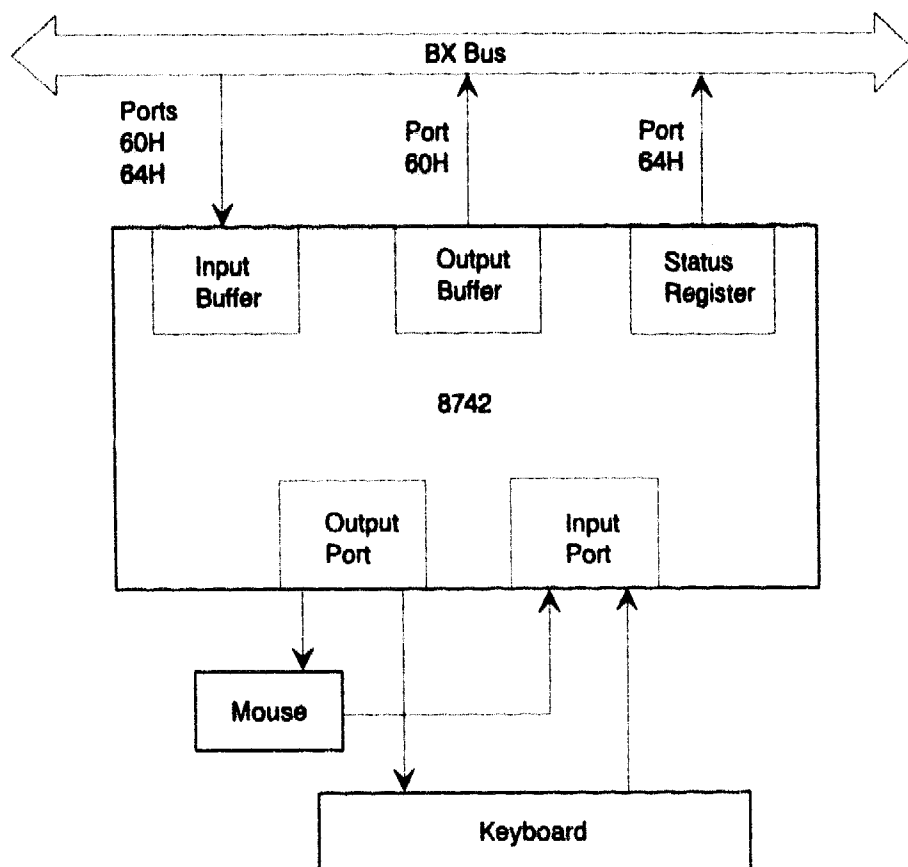 BX Bus
Ports
60H
64H
Port
60H
Port
64H
Input
Buffer
Output
Buffer
Status
Register
8742
Output
Port
Input
Port
Mouse
Keyboard